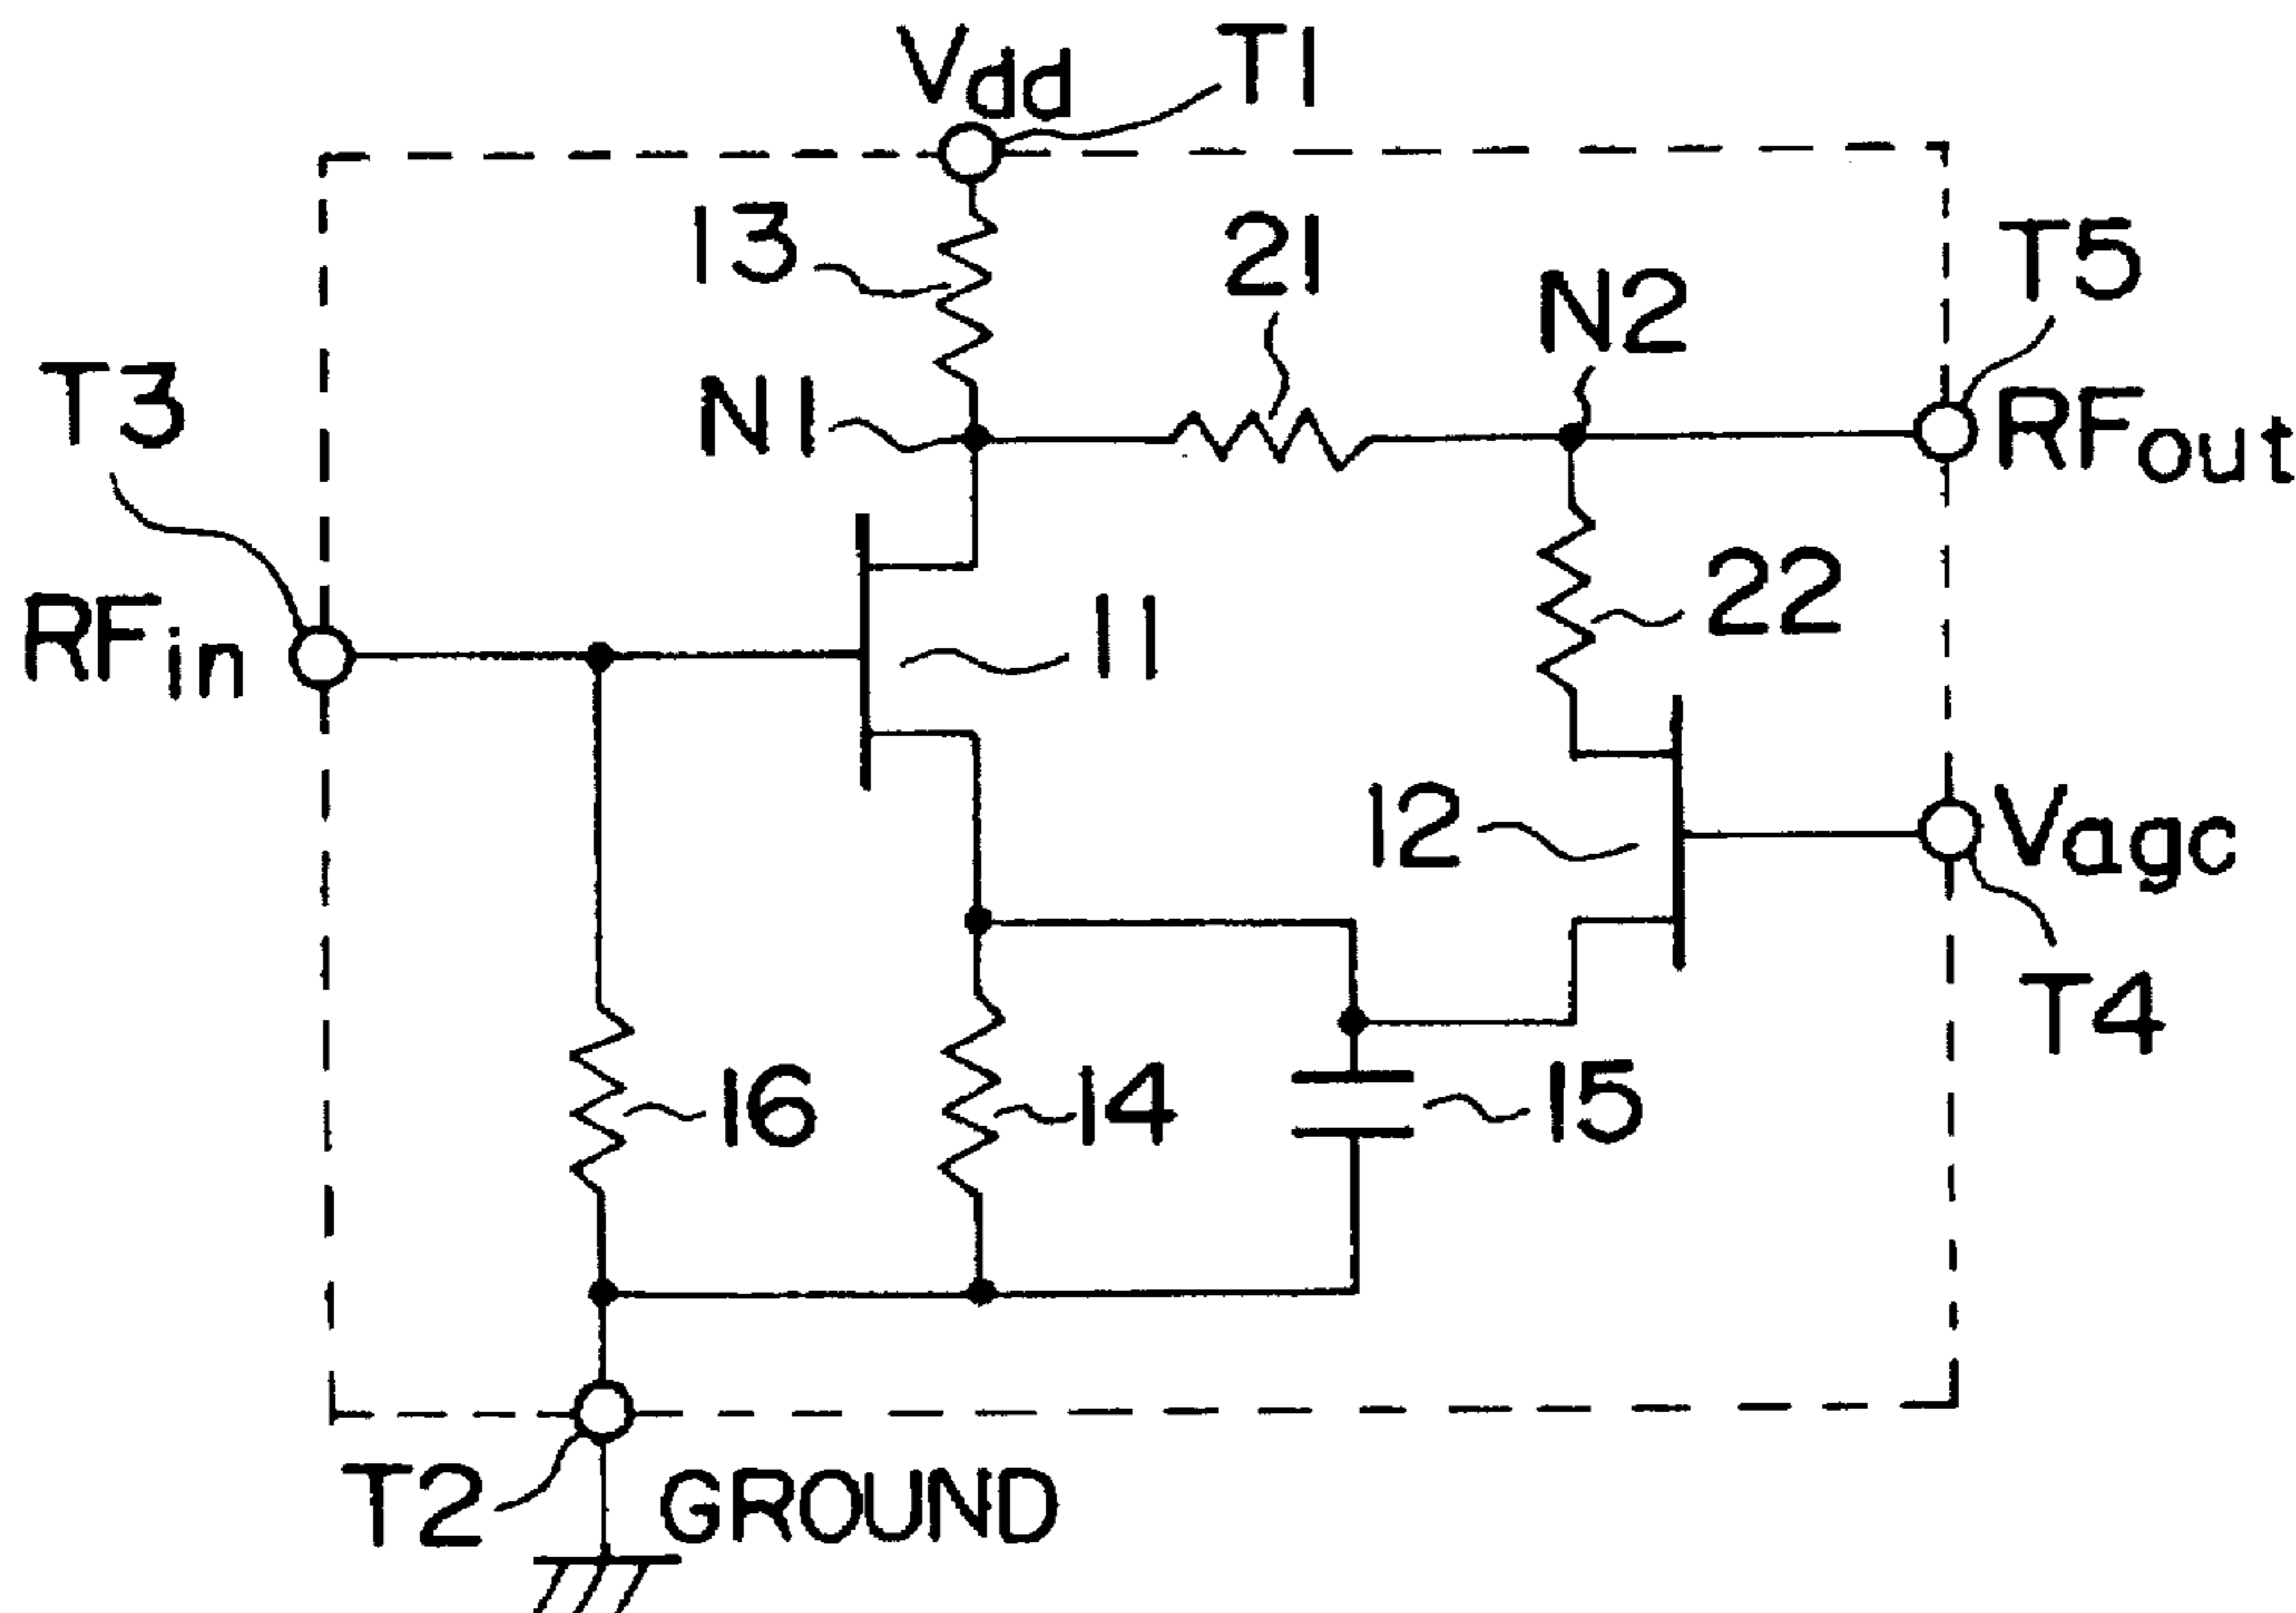 Vdd
T1
13
21
T5
N2
T3
N1
RFout
RFin
11
22
12
Vagc
T4
16
14
15
T2
GROUND